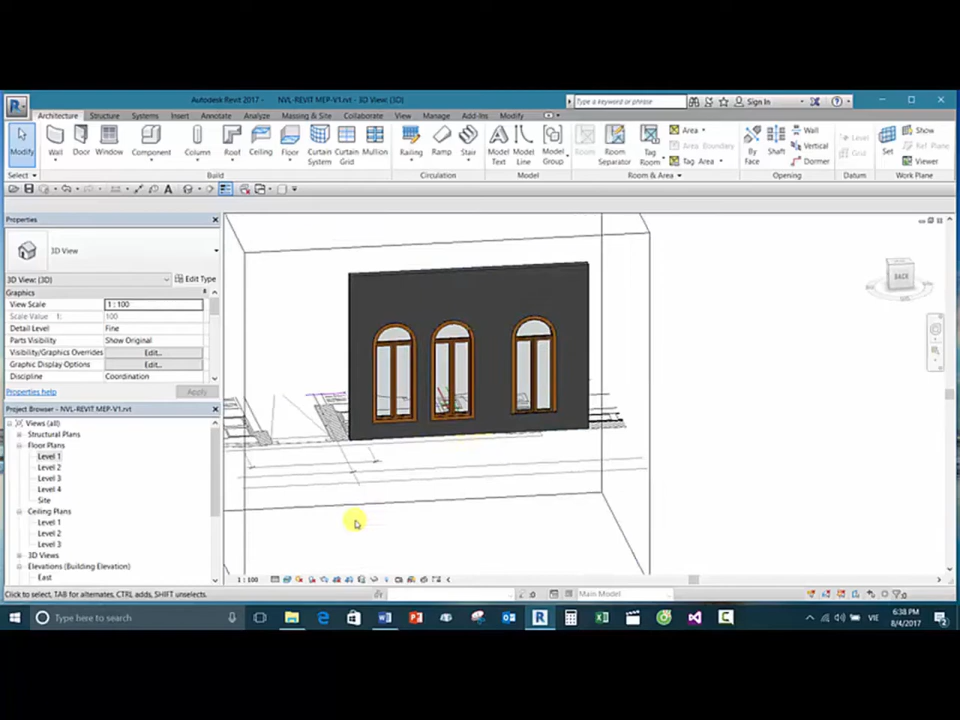 Autodesk Revit 2017 - NVL-REVIT MEP-V1.rvt - 3D View: {3D}
Type a keyword or phrase
Sign In
Architecture Structure Systems Insert Annotate Analyze Massing & Site Collaborate View Manage Add-Ins Modify
Modify
Wall
Door
Window
Component
Column
Roof
Ceiling
Floor
Curtain System
Curtain Grid
Mullion
Railing
Ramp
Stair
Model Text
Model Line
Model Group
Room
Room Separator
Tag Room
Area
Area Boundary
Tag Area
By Face
Shaft
Wall
Vertical
Dormer
Level
Grid
Set
Show
Ref Plane
Viewer
Select
Build
Circulation
Model
Room & Area
Opening
Datum
Work Plane
Properties
3D View
3D View: {3D}
Edit Type
Graphics
View Scale 1 : 100
Scale Value 1: 100
Detail Level Fine
Parts Visibility Show Original
Visibility/Graphics Overrides Edit...
Graphic Display Options Edit...
Discipline Coordination
Properties help
Apply
Project Browser - NVL-REVIT MEP-V1.rvt
Views (all)
Structural Plans
Floor Plans
Level 1
Level 2
Level 3
Level 4
Site
Ceiling Plans
Level 1
Level 2
Level 3
3D Views
Elevations (Building Elevation)
East
BACK
1 : 100
Click to select, TAB for alternates, CTRL adds, SHIFT unselects.
:0
Main Model
:0
Type here to search
VIE
6:38 PM
8/4/2017